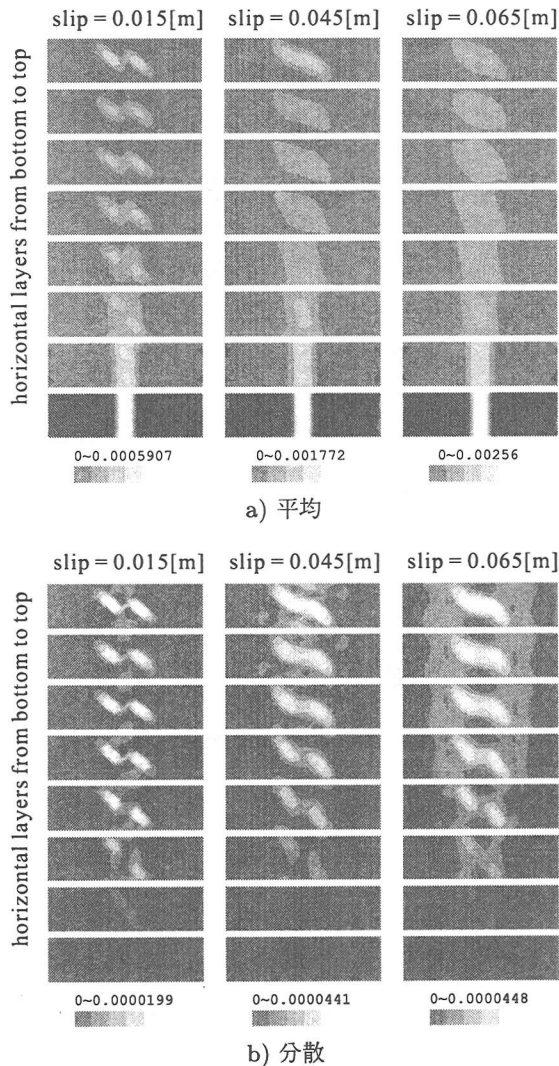 slip = 0.015[m] slip = 0.045[m] slip = 0.065[m]
horizontal layers from bottom to top
0~0.0005907 0~0.001772 0~0.00256
a) 平均
slip = 0.015[m] slip = 0.045[m] slip = 0.065[m]
horizontal layers from bottom to top
0~0.0000199 0~0.0000441 0~0.0000448
b) 分散